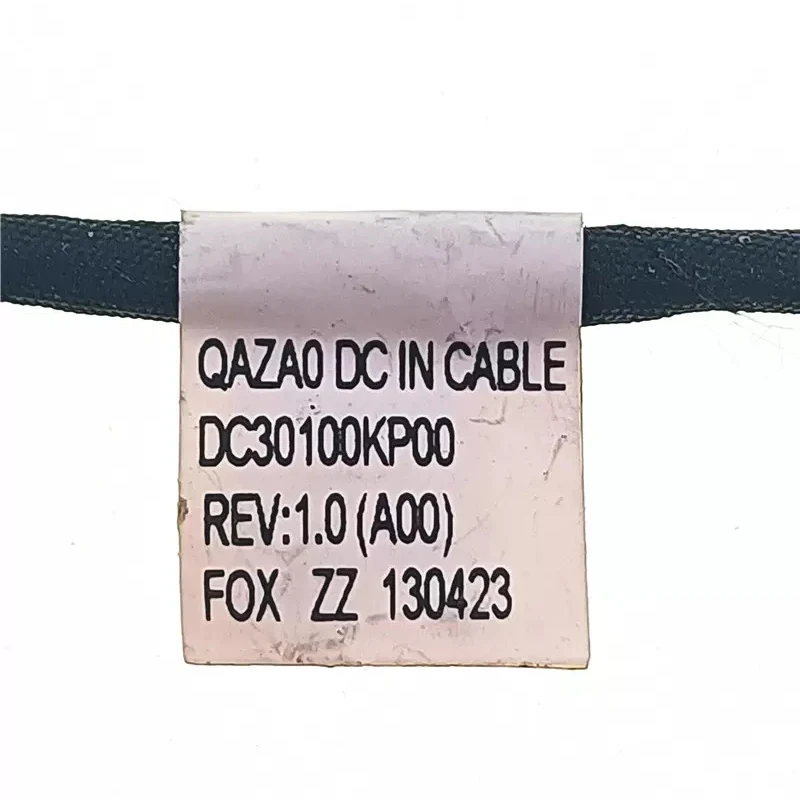 QAZA0 DC IN CABLE
DC30100KP00
REV:1.0 (A00)
FOX ZZ 130423